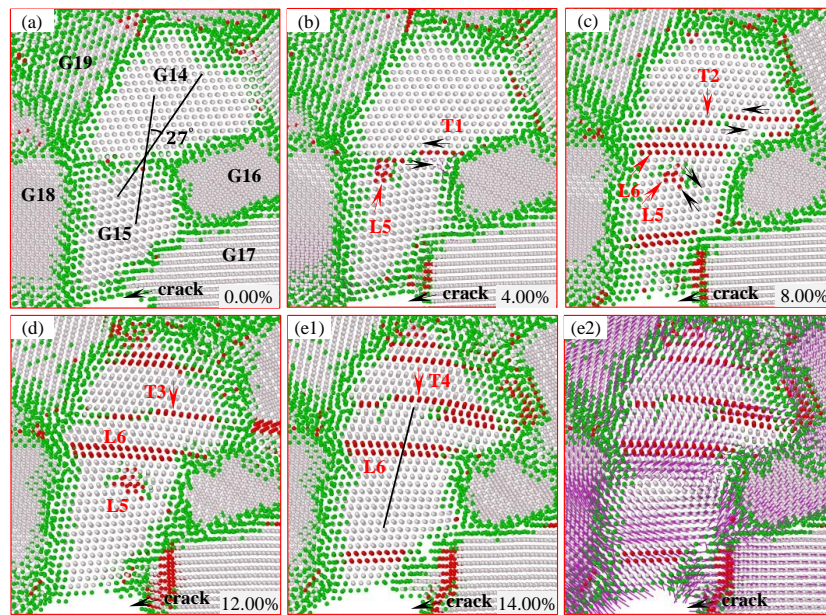 (a)
G19
G14
27°
G18
G16
G15
G17
crack
0.00%
(b)
T1
L5
crack
4.00%
(c)
T2
L6
L5
crack
8.00%
(d)
T3
L6
L5
crack
12.00%
(e1)
T4
L6
crack
14.00%
(e2)
crack